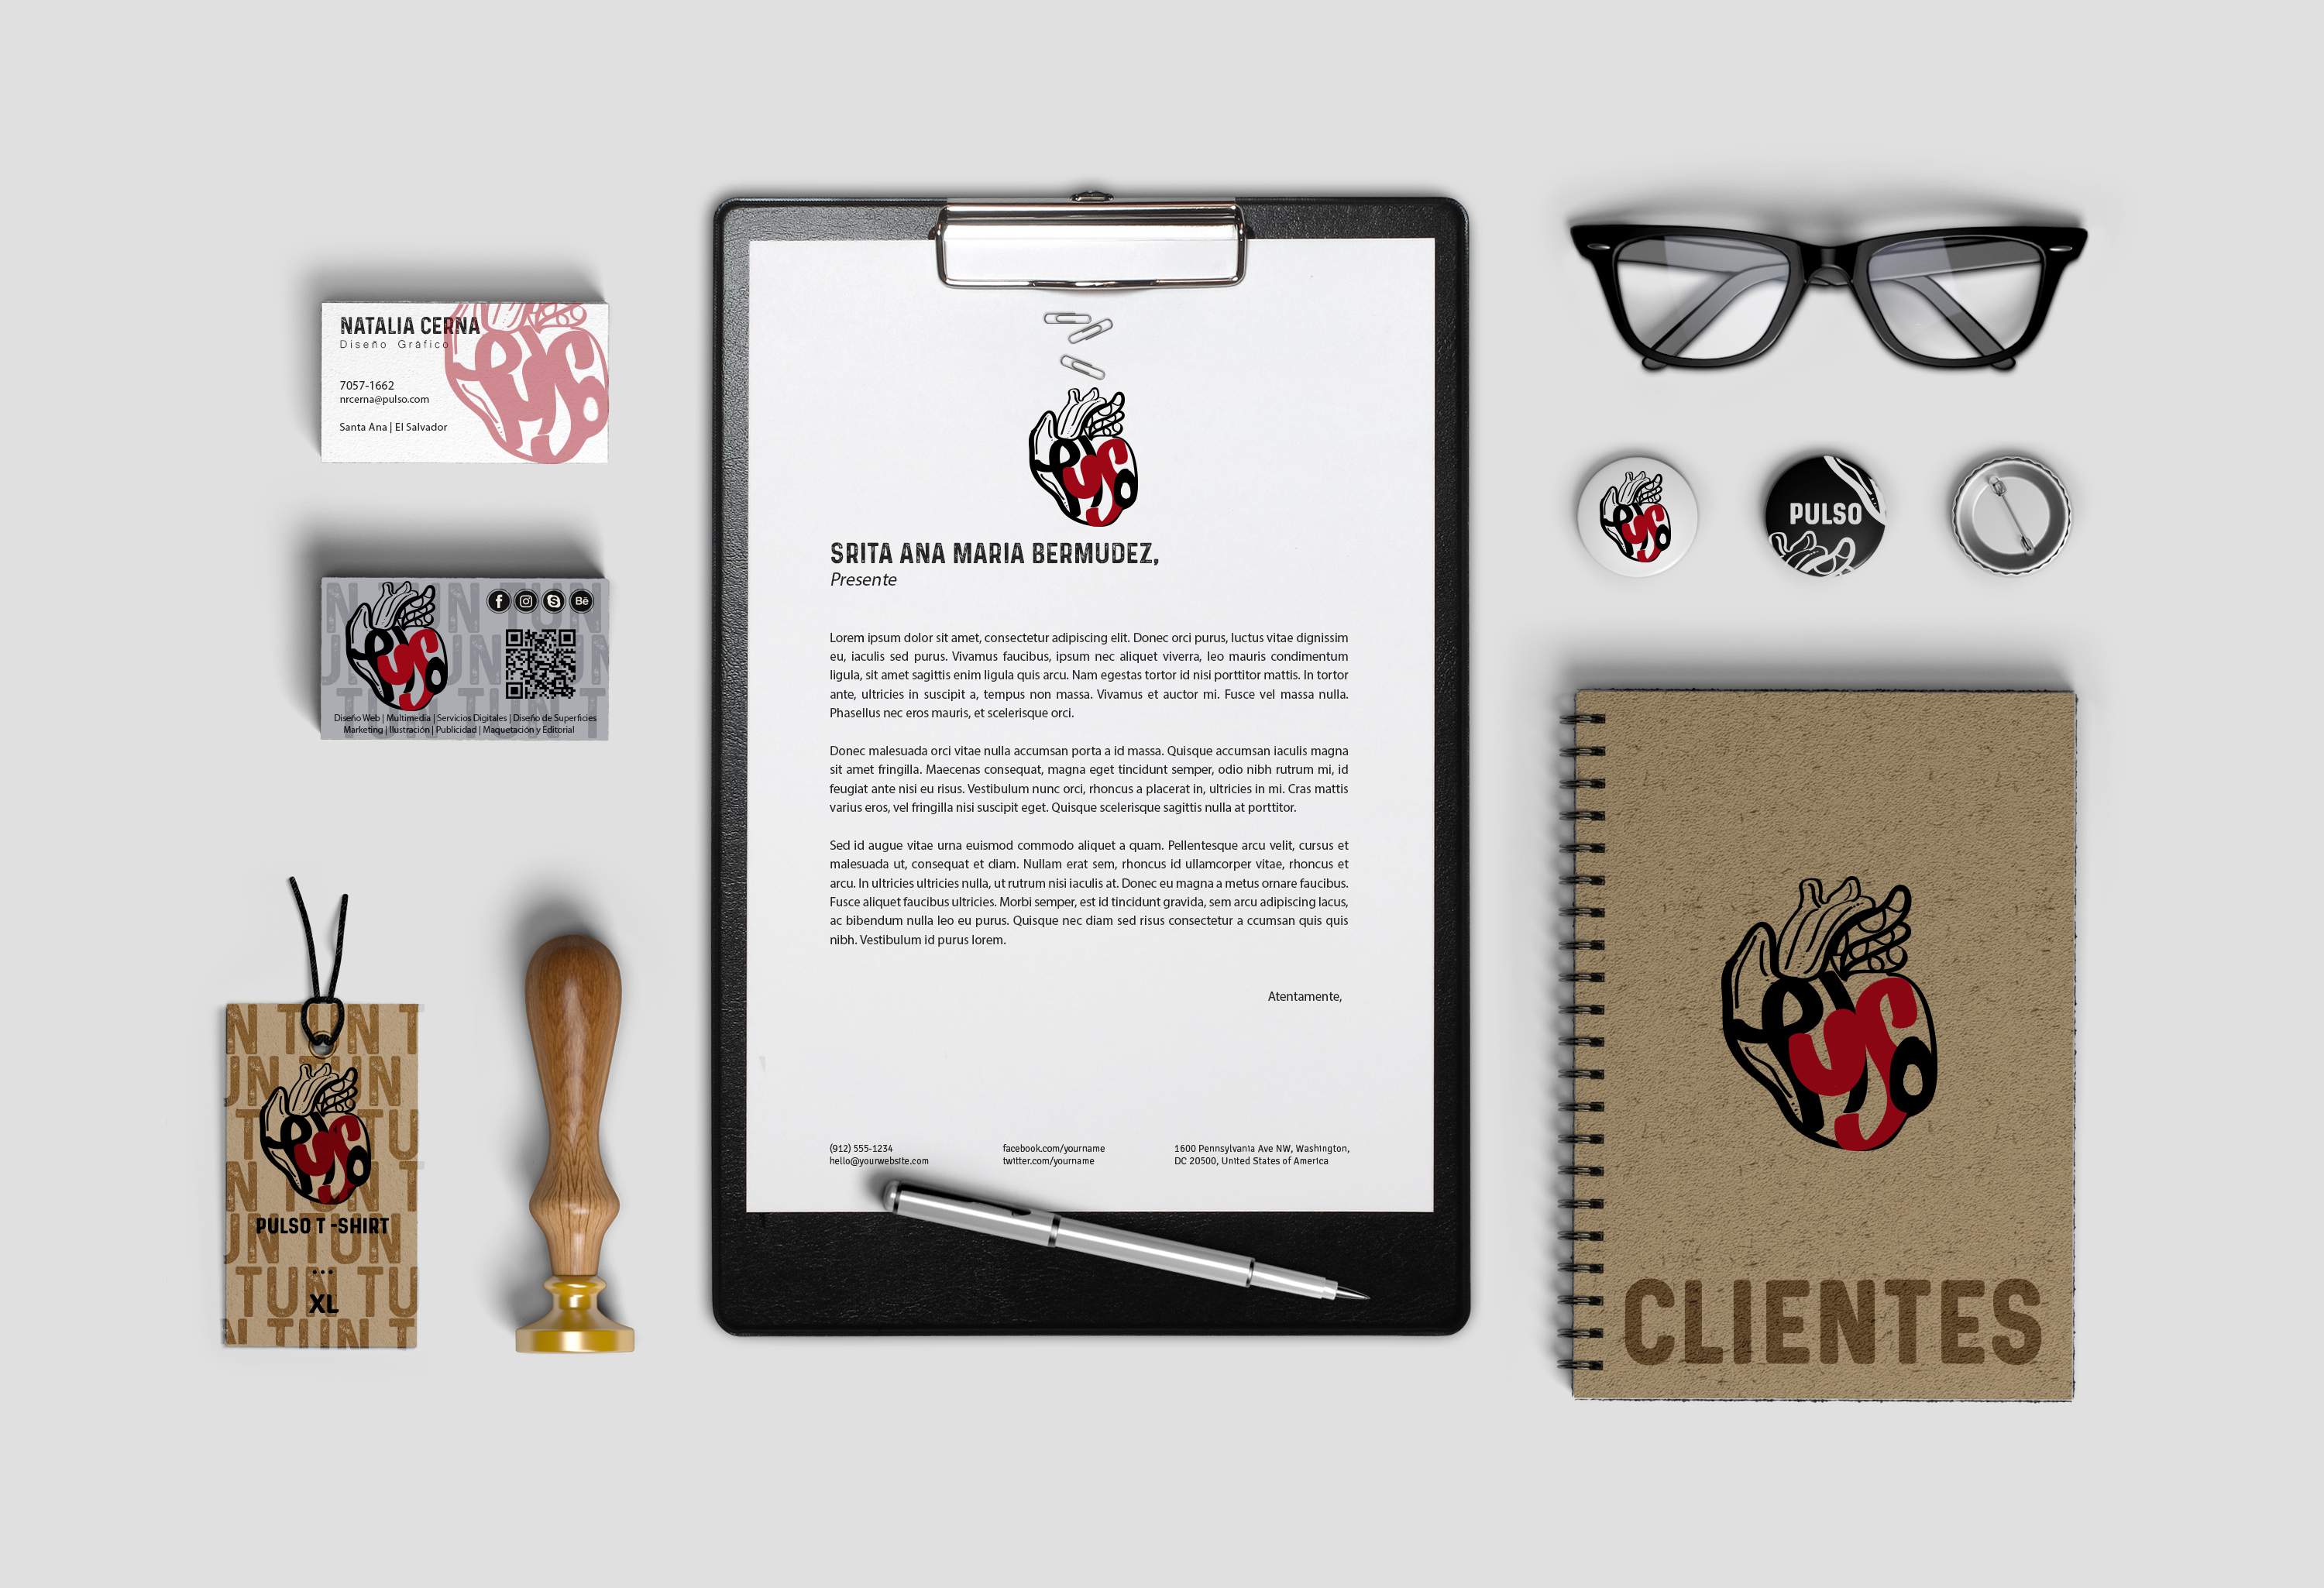 NATALIA CERNA
Diseño Gráfico
7057-1662
nrcerna@pulso.com
Santa Ana | El Salvador
PULSO
TUN TUN
PULSO
Diseño Web | Multimedia | Servicios Digitales | Diseño de Superficies
Marketing | Ilustración | Publicidad | Maquetación y Editorial
N TUN T
UN TUN
PULSO
PULSO T -SHIRT
...
XL
PULSO
SRITA ANA MARIA BERMUDEZ,
Presente
Lorem ipsum dolor sit amet, consectetur adipiscing elit. Donec orci purus, luctus vitae dignissim
eu, iaculis sed purus. Vivamus faucibus, ipsum nec aliquet viverra, leo mauris condimentum
ligula, sit amet sagittis enim ligula quis arcu. Nam egestas tortor id nisi porttitor mattis. In tortor
ante, ultricies in suscipit a, tempus non massa. Vivamus et auctor mi. Fusce vel massa nulla.
Phasellus nec eros mauris, et scelerisque orci.
Donec malesuada orci vitae nulla accumsan porta a id massa. Quisque accumsan iaculis magna
sit amet fringilla. Maecenas consequat, magna eget tincidunt semper, odio nibh rutrum mi, id
feugiat ante nisi eu risus. Vestibulum nunc orci, rhoncus a placerat in, ultricies in mi. Cras mattis
varius eros, vel fringilla nisi suscipit eget. Quisque scelerisque sagittis nulla at porttitor.
Sed id augue vitae urna euismod commodo aliquet a quam. Pellentesque arcu velit, cursus et
malesuada ut, consequat et diam. Nullam erat sem, rhoncus id ullamcorper vitae, rhoncus et
arcu. In ultricies ultricies nulla, ut rutrum nisi iaculis at. Donec eu magna a metus ornare faucibus.
Fusce aliquet faucibus ultricies. Morbi semper, est id tincidunt gravida, sem arcu adipiscing lacus,
ac bibendum nulla leo eu purus. Quisque nec diam sed risus consectetur a ccumsan quis quis
nibh. Vestibulum id purus lorem.
Atentamente,
(912) 555-1234
hello@yourwebsite.com
facebook.com/yourname
twitter.com/yourname
1600 Pennsylvania Ave NW, Washington,
DC 20500, United States of America
PULSO
PULSO
PULSO
CLIENTES